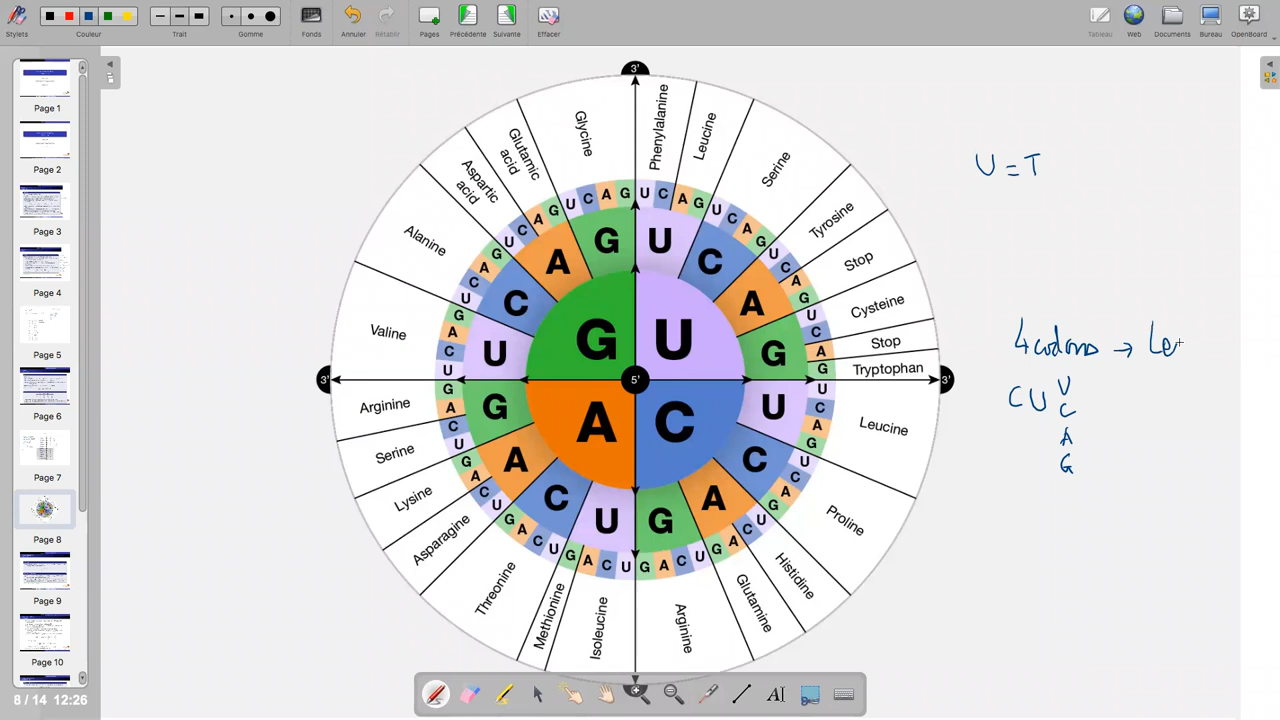 Stylets
Couleur
Trait
Gomme
Fonds
Annuler
Rétablir
Pages
Précédente
Suivante
Effacer
Tableau
Web
Documents
Bureau
OpenBoard
Page 1
Page 2
Page 3
Page 4
Page 5
Page 6
Page 7
Page 8
Page 9
Page 10
8 / 14 12:26
3'
3'
3'
5'
G U
A C
G U C A G U C A G U C A G U C A
U C A G U C A G U C A G U C A G
U C A G U C A G U C A G U C A G
U C A G U C A G U C A G U C A G
U C A G U C A G U C A G U C A G
Phenylalanine
Leucine
Serine
Tyrosine
Stop
Cysteine
Stop
Tryptophan
Leucine
Proline
Histidine
Glutamine
Arginine
Isoleucine
Methionine
Threonine
Asparagine
Lysine
Serine
Arginine
Valine
Alanine
Aspartic
acid
Glutamic
acid
Glycine
U = T
4 codons → Le
CU U
C
A
G
AI